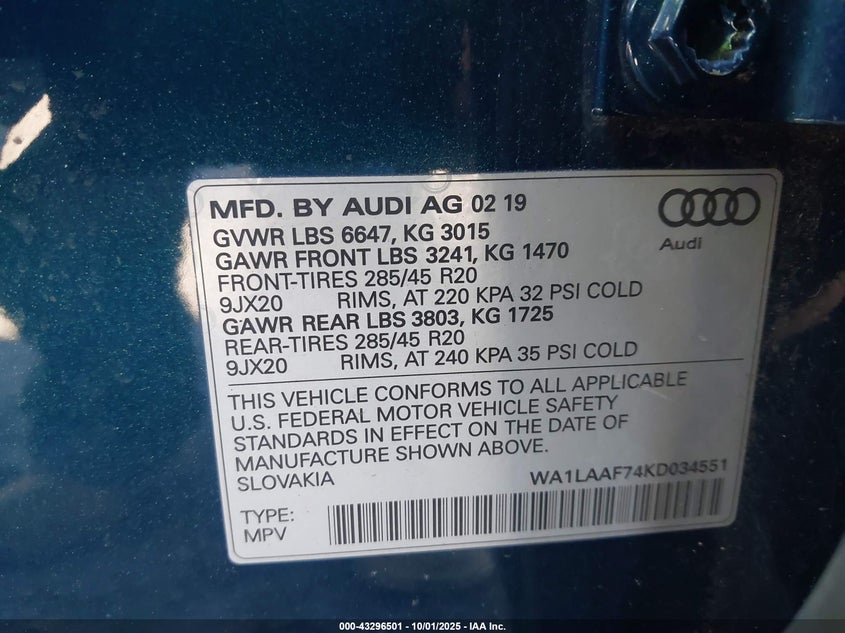 MFD. BY AUDI AG 02 19
Audi
GVWR LBS 6647, KG 3015
GAWR FRONT LBS 3241, KG 1470
FRONT-TIRES 285/45 R20
9JX20 RIMS, AT 220 KPA 32 PSI COLD
GAWR REAR LBS 3803, KG 1725
REAR-TIRES 285/45 R20
9JX20 RIMS, AT 240 KPA 35 PSI COLD
THIS VEHICLE CONFORMS TO ALL APPLICABLE
U.S. FEDERAL MOTOR VEHICLE SAFETY
STANDARDS IN EFFECT ON THE DATE OF
MANUFACTURE SHOWN ABOVE.
SLOVAKIA WA1LAAF74KD034551
TYPE:
MPV
000-43296501 - 10/01/2025 - IAA Inc.